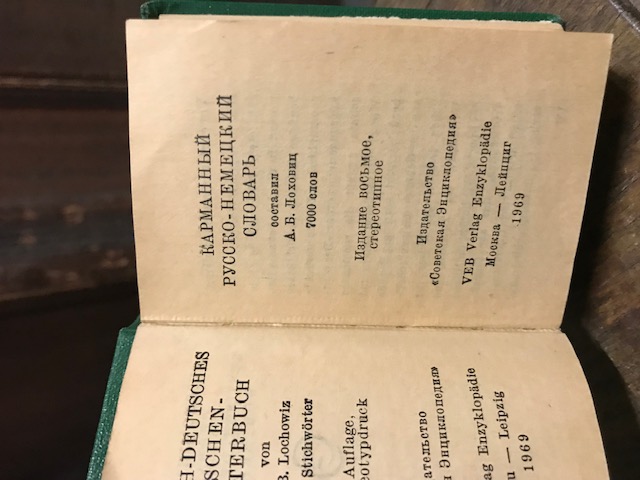 КАРМАННЫЙ
РУССКО-НЕМЕЦКИЙ
СЛОВАРЬ
составил
А. Б. Лоховиц
7000 слов
Издание восьмое,
стереотипное
Издательство
«Советская Энциклопедия»
VEB Verlag Enzyklopädie
Москва — Лейпциг
1969
H-DEUTSCHES
SCHEN-
TERBUCH
von
B. Lochowiz
Stichwörter
Auflage,
eotypdruck
дательство
я Энциклопедия»
ag Enzyklopädie
u — Leipzig
1969